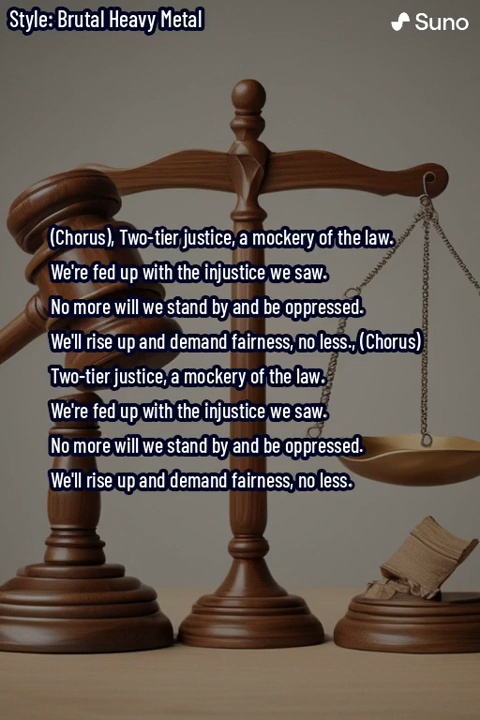 Style: Brutal Heavy Metal
Suno
(Chorus), Two-tier justice, a mockery of the law.
We're fed up with the injustice we saw.
No more will we stand by and be oppressed.
We'll rise up and demand fairness, no less., (Chorus)
Two-tier justice, a mockery of the law.
We're fed up with the injustice we saw.
No more will we stand by and be oppressed.
We'll rise up and demand fairness, no less.